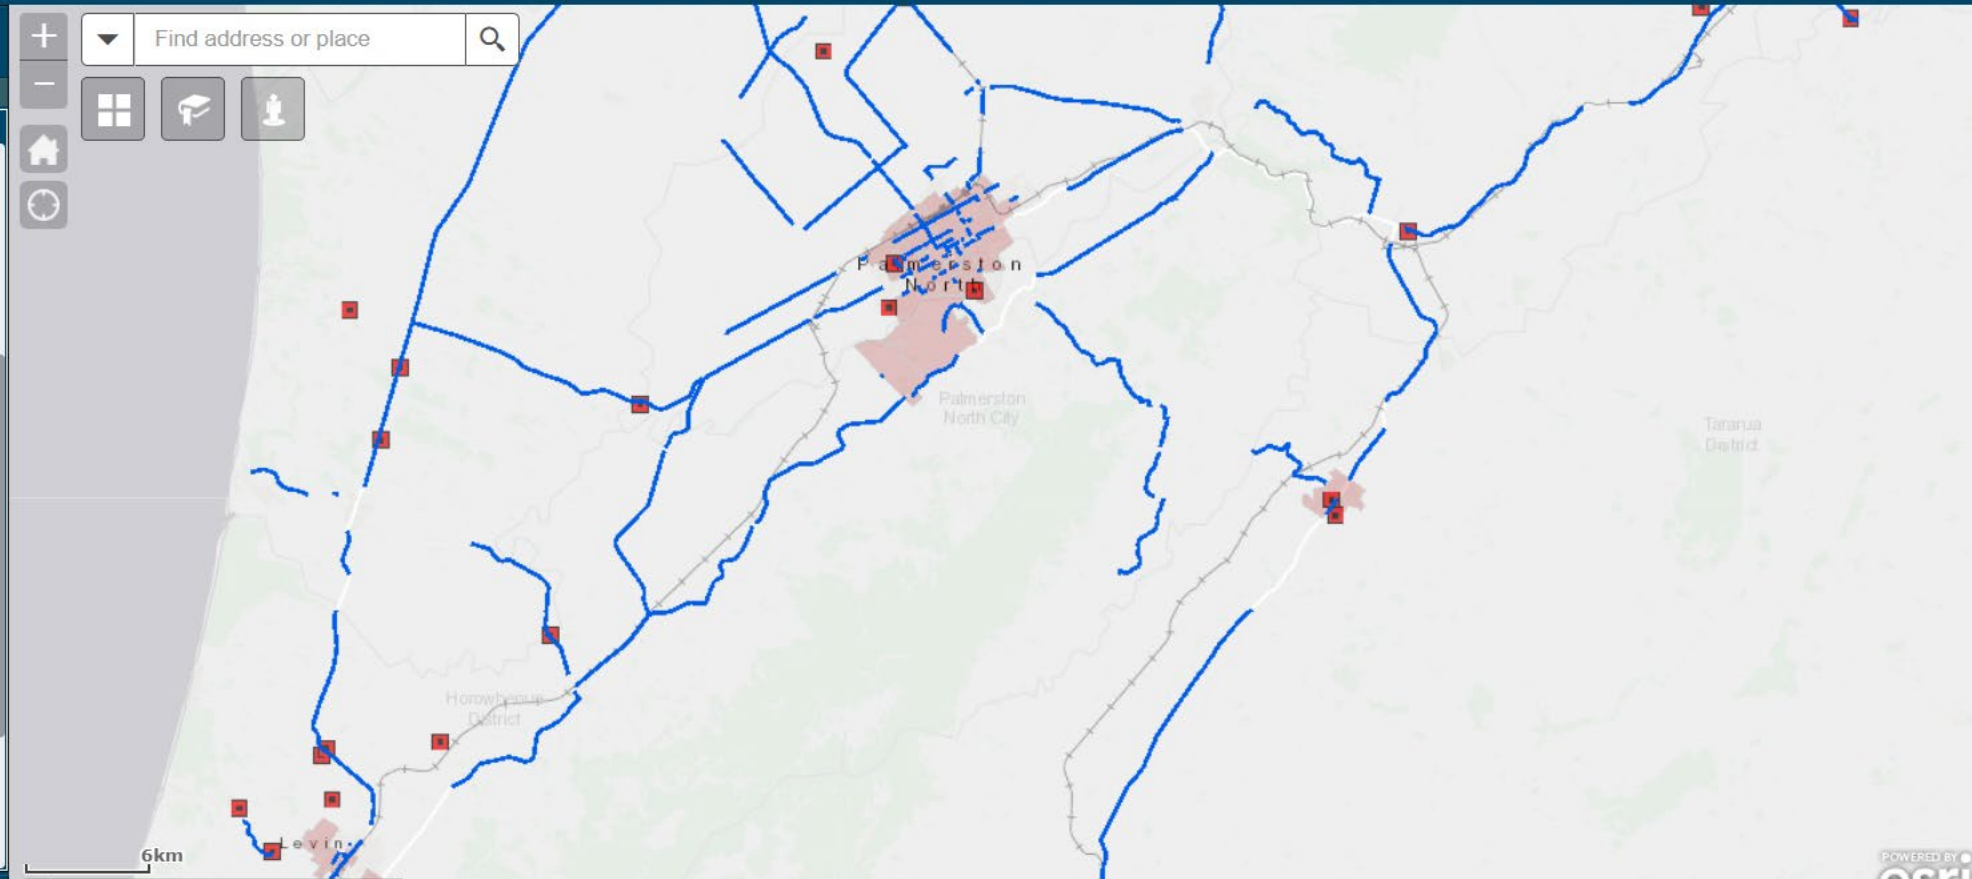 +
Find address or place
−
Palmerston
North
Palmerston
North City
Tararua
District
Horowhenua
District
Levin
6km
POWERED BY
esri